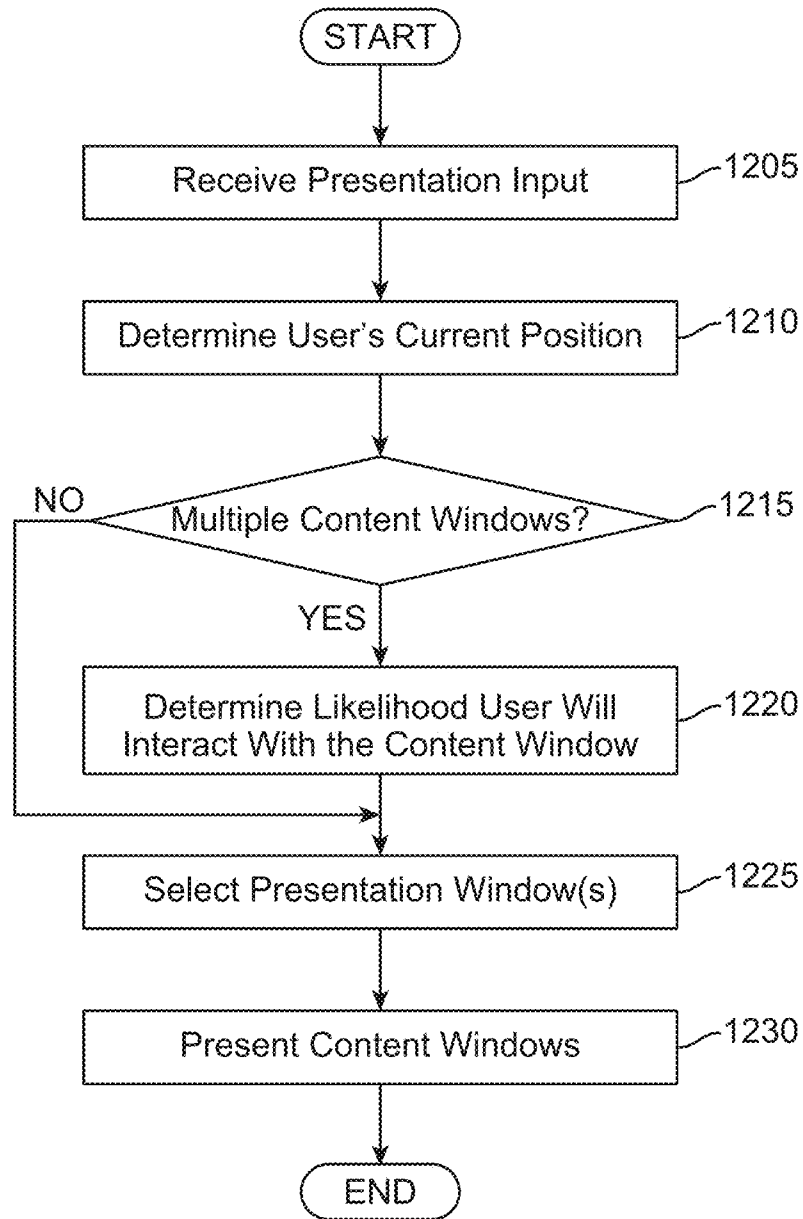 START
Receive Presentation Input
1205
Determine User's Current Position
1210
NO
Multiple Content Windows?
1215
YES
Determine Likelihood User Will
Interact With the Content Window
1220
Select Presentation Window(s)
1225
Present Content Windows
1230
END